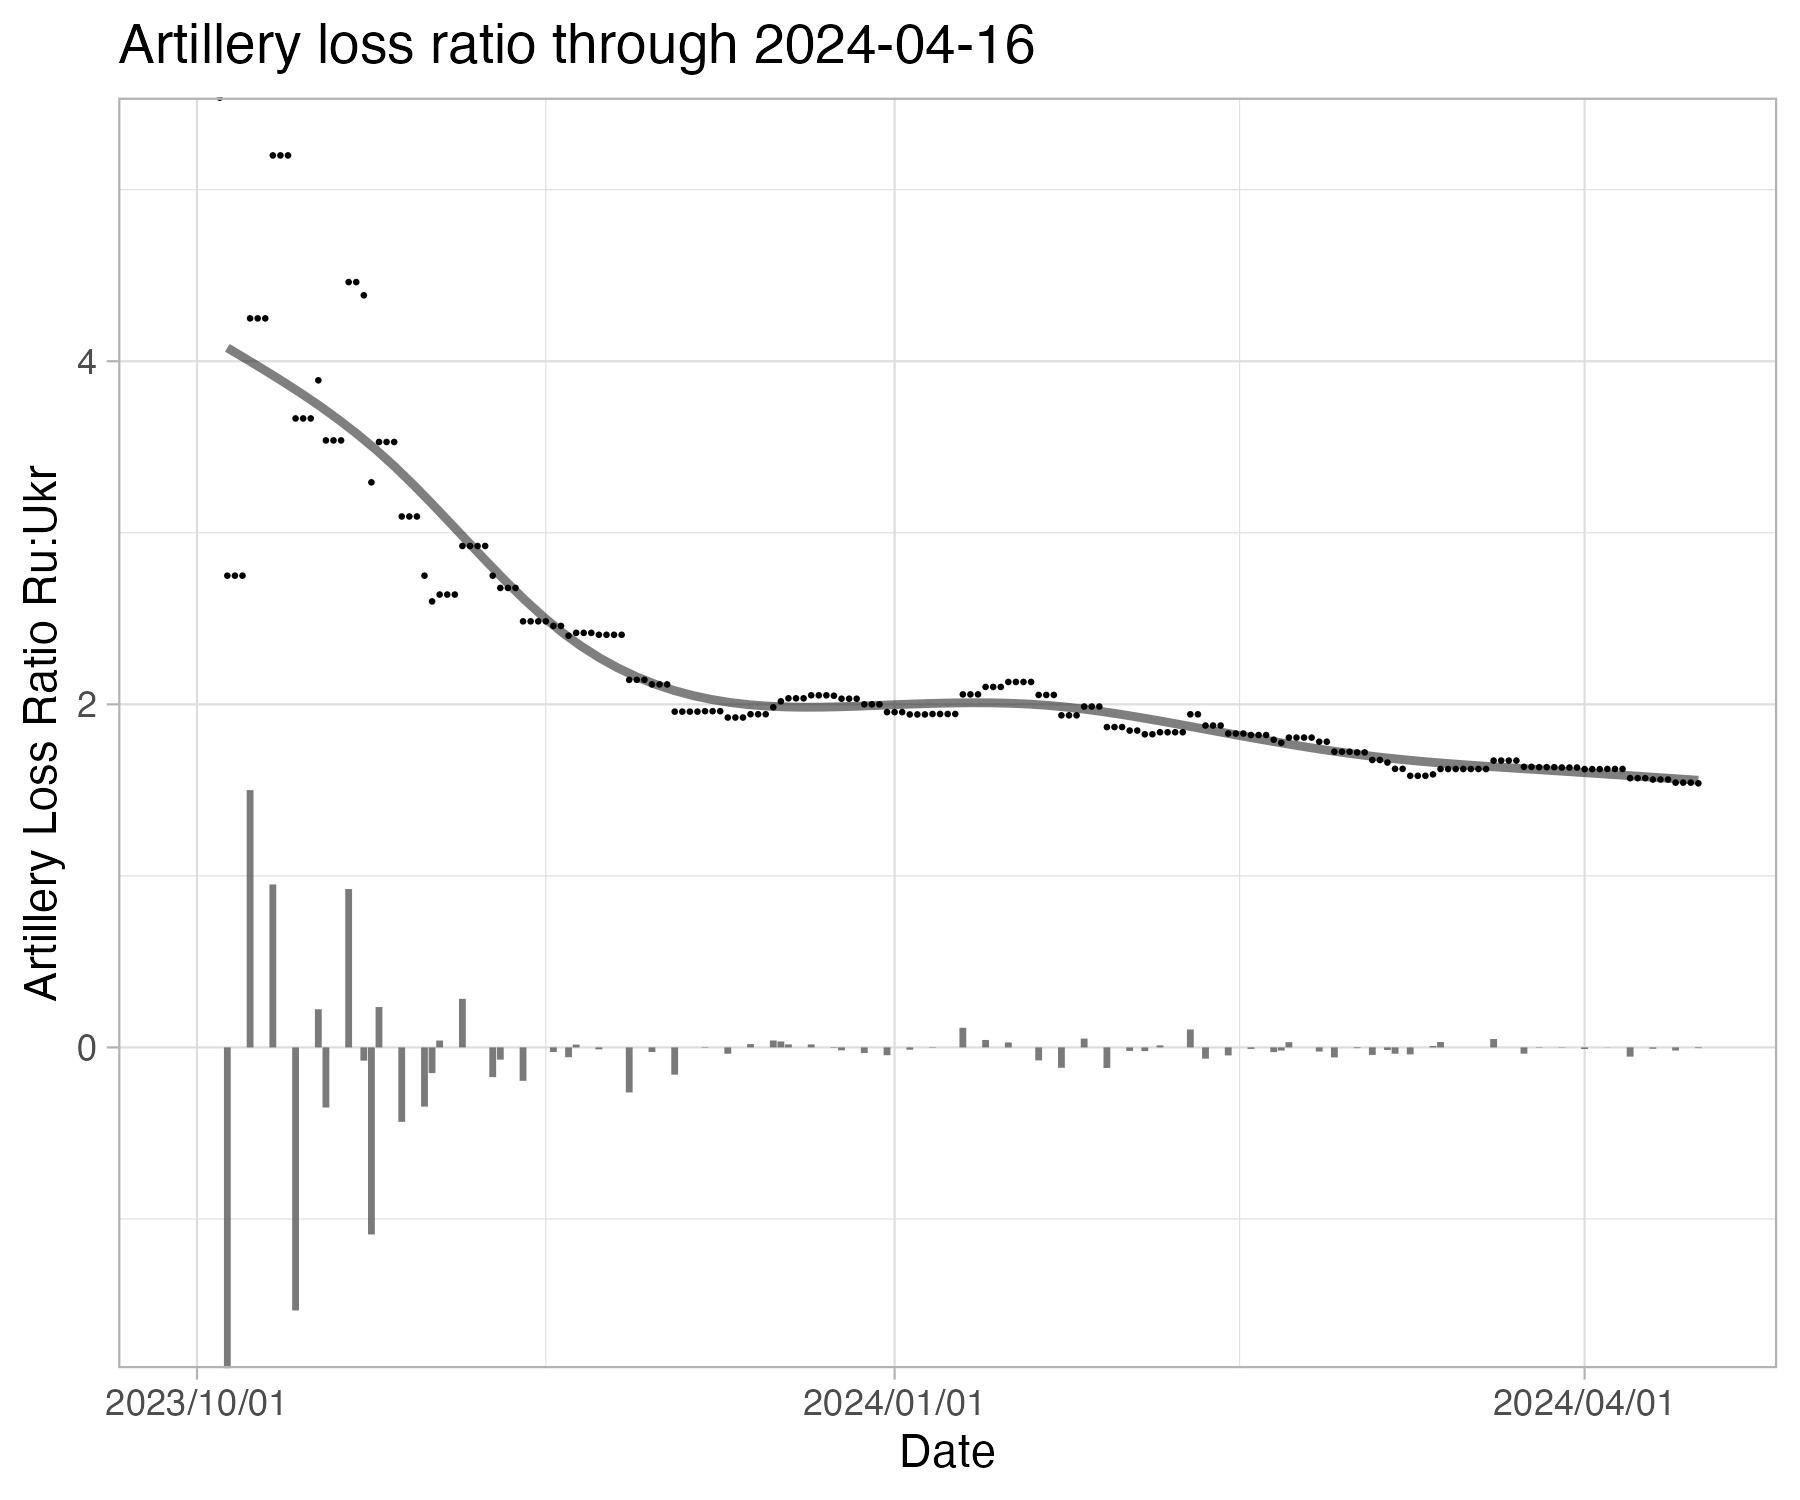 Artillery loss ratio through 2024-04-16
Artillery Loss Ratio Ru:Ukr
4
2
0
2023/10/01
2024/01/01
2024/04/01
Date